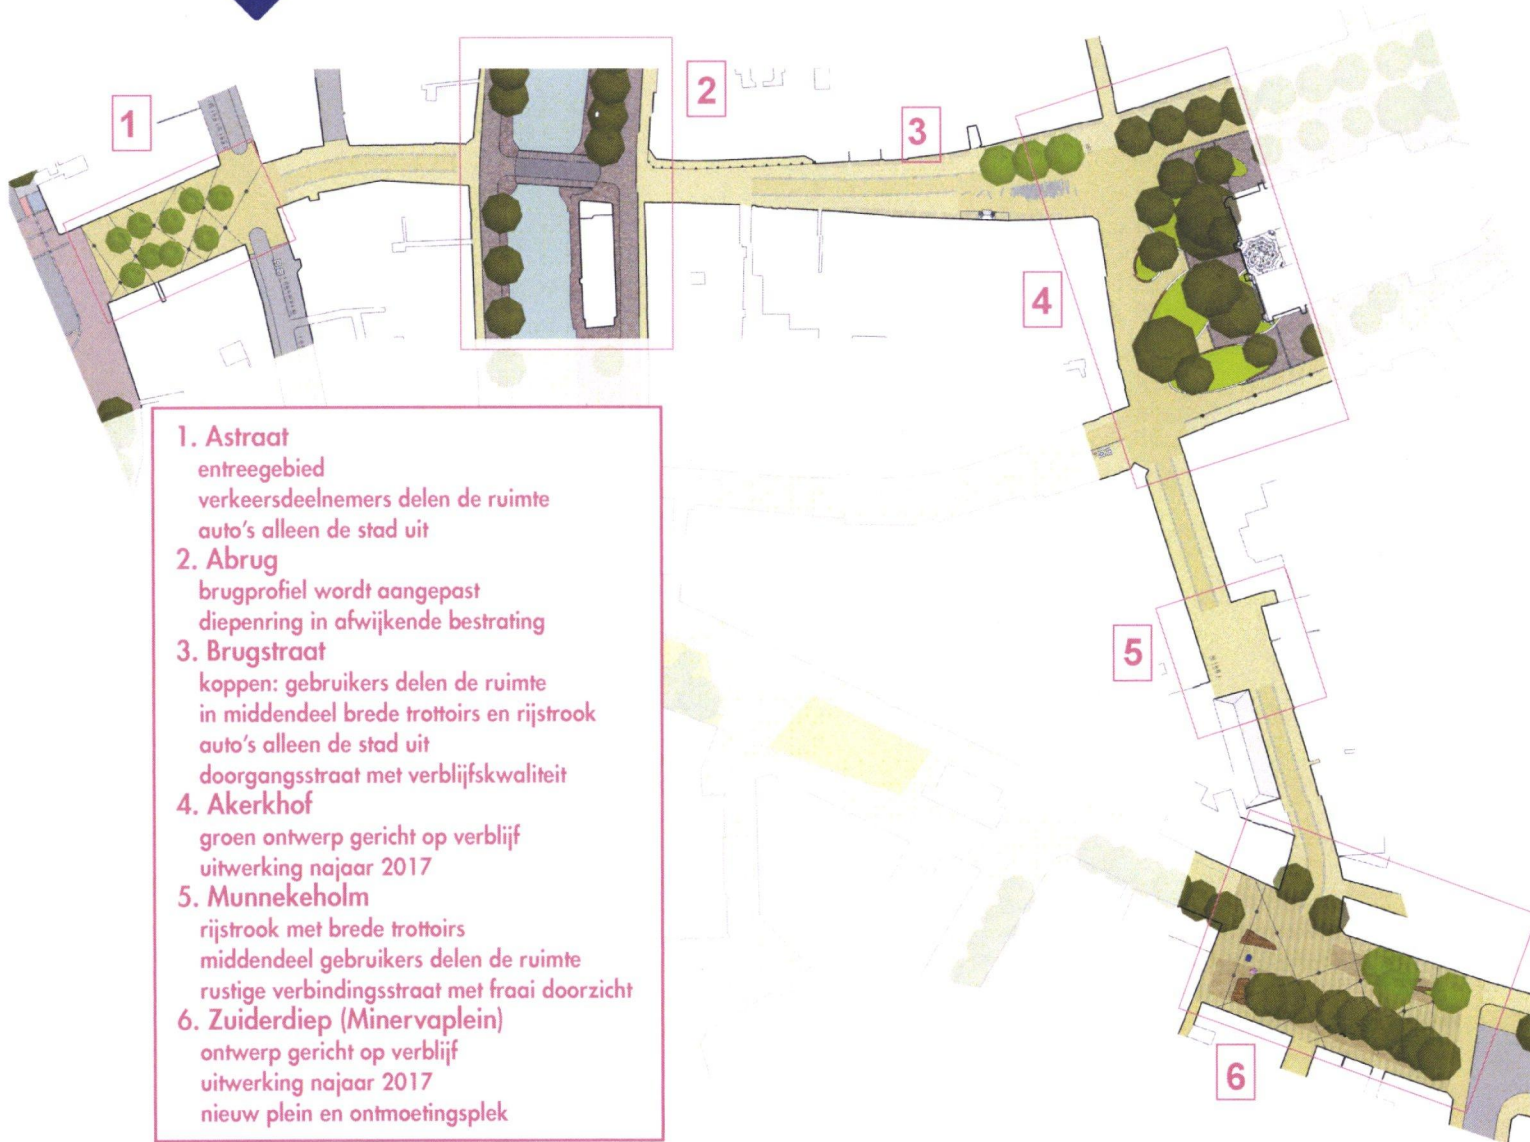 1
2
3
4
5
6
1. Astraat
entreegebied
verkeersdeelnemers delen de ruimte
auto's alleen de stad uit
2. Abrug
brugprofiel wordt aangepast
diepenring in afwijkende bestrating
3. Brugstraat
koppen: gebruikers delen de ruimte
in middendeel brede trottoirs en rijstrook
auto's alleen de stad uit
doorgangsstraat met verblijfskwaliteit
4. Akerkhof
groen ontwerp gericht op verblijf
uitwerking najaar 2017
5. Munnekeholm
rijstrook met brede trottoirs
middendeel gebruikers delen de ruimte
rustige verbindingsstraat met fraai doorzicht
6. Zuiderdiep (Minervaplein)
ontwerp gericht op verblijf
uitwerking najaar 2017
nieuw plein en ontmoetingsplek